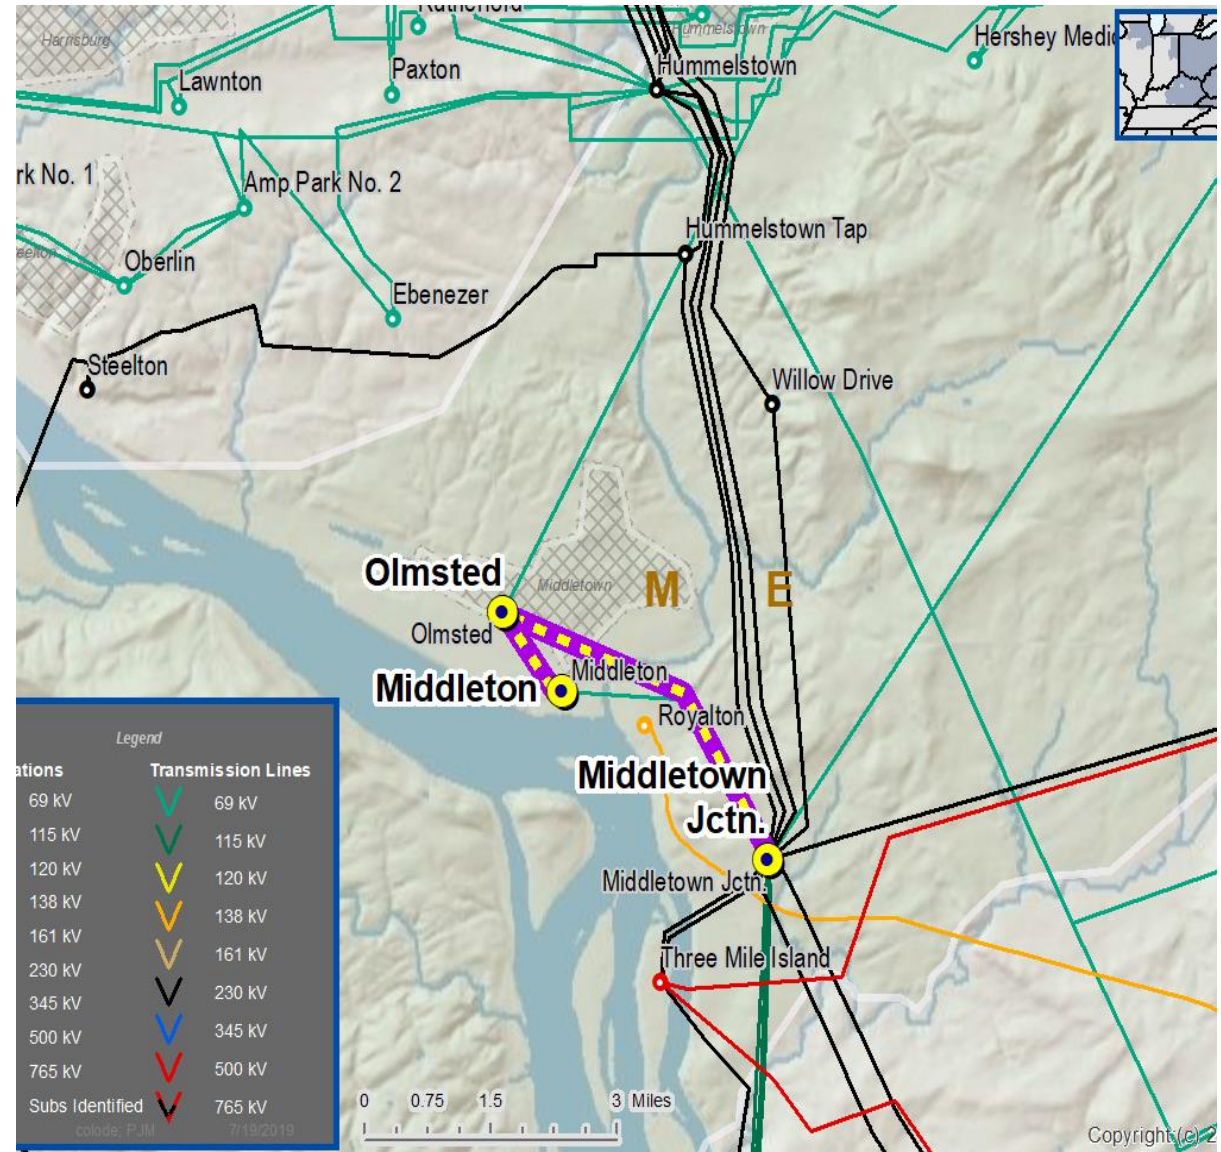 Rutherford
Hummelstown
Harrisburg
Hershey Medic
Lawnton
Paxton
Hummelstown
rk No. 1
Amp Park No. 2
Hummelstown Tap
eelton
Oberlin
Ebenezer
Steelton
Willow Drive
Olmsted
Middletown
M E
Olmsted
Middleton
Middleton
Royalton
Middletown
Jctn.
Middletown Jctn.
Three Mile Island
Legend
ations Transmission Lines
69 kV 69 kV
115 kV 115 kV
120 kV 120 kV
138 kV 138 kV
161 kV 161 kV
230 kV 230 kV
345 kV 345 kV
500 kV 500 kV
765 kV 765 kV
Subs Identified
colode; PJM 7/19/2019
0 0.75 1.5 3 Miles
Copyright:(c) 2